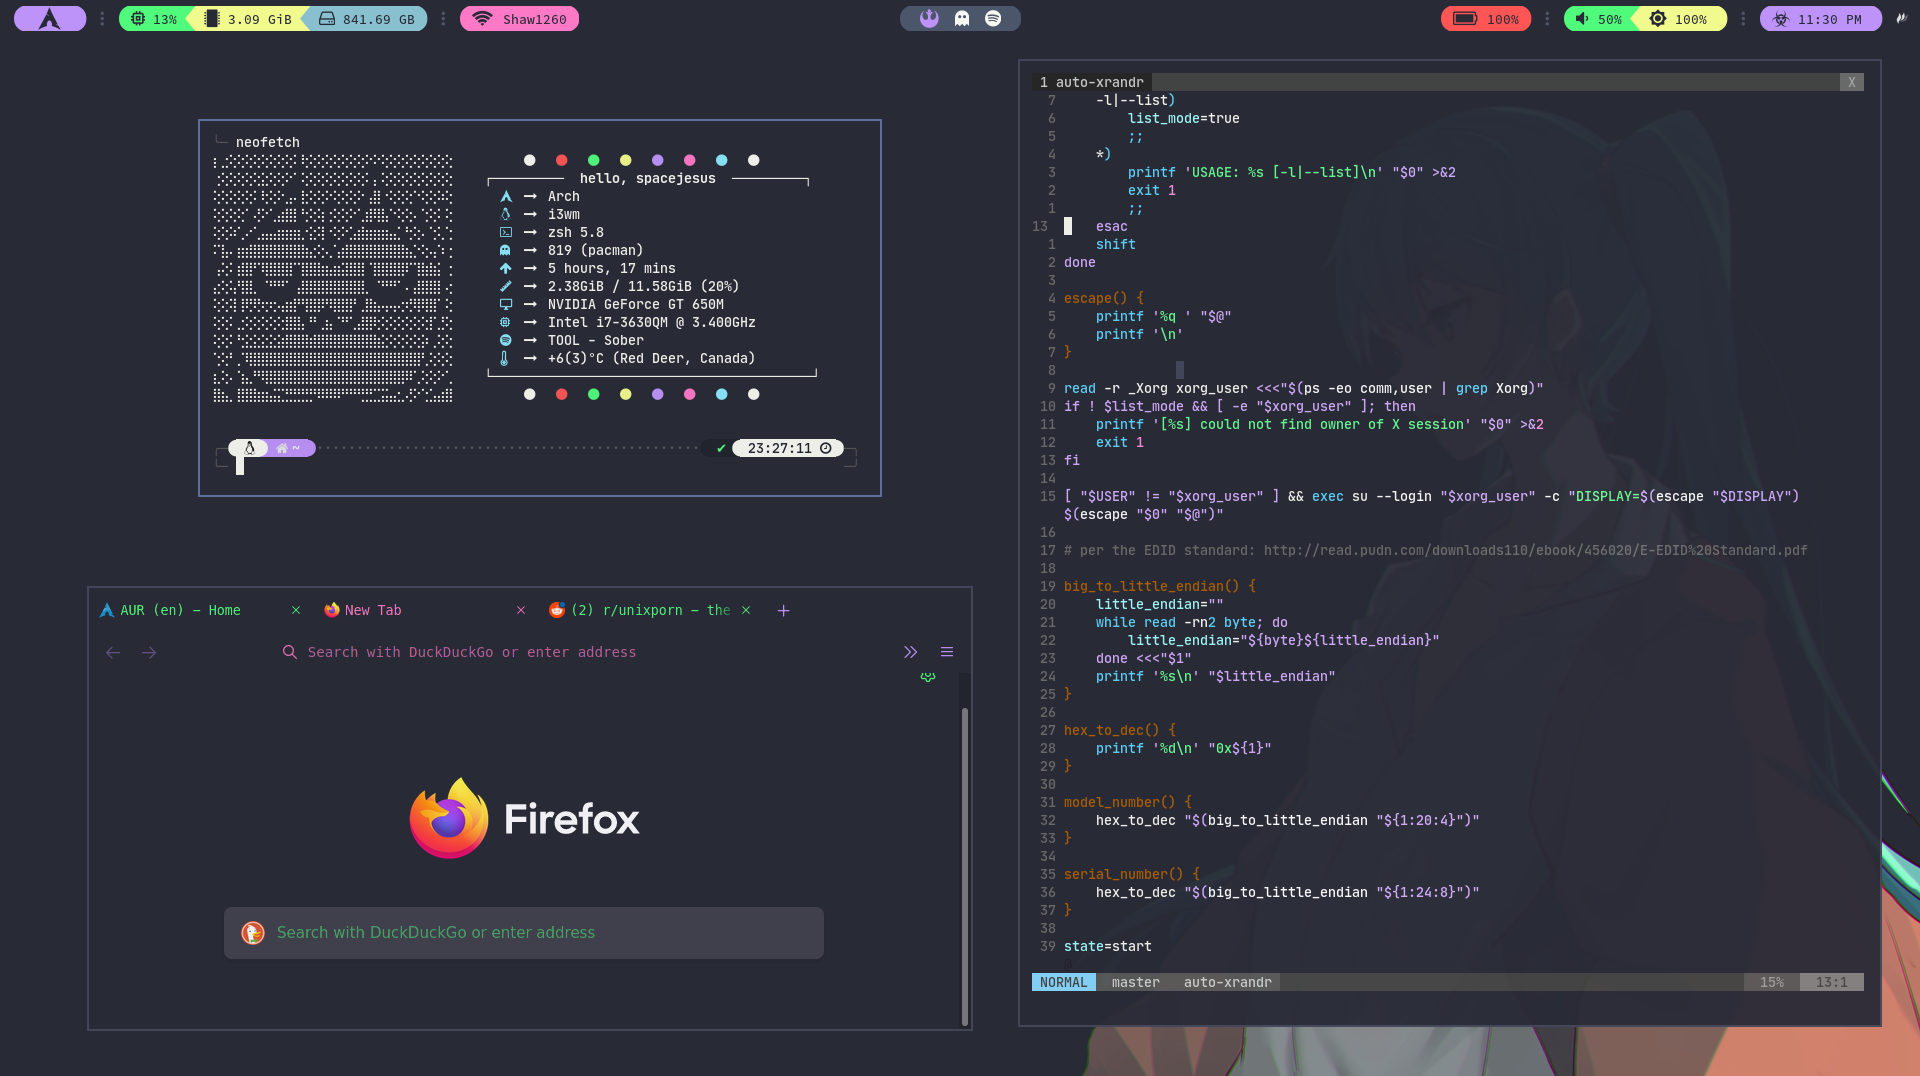 13%
3.09 GiB
841.69 GB
Shaw1260
100%
50%
100%
11:30 PM
neofetch
hello, spacejesus
Arch
i3wm
zsh 5.8
819 (pacman)
5 hours, 17 mins
2.38GiB / 11.58GiB (20%)
NVIDIA GeForce GT 650M
Intel i7-3630QM @ 3.400GHz
TOOL - Sober
+6(3)°C (Red Deer, Canada)
~
✔ 23:27:11
AUR (en) – Home
New Tab
(2) r/unixporn – the
Search with DuckDuckGo or enter address
Firefox
Search with DuckDuckGo or enter address
1 auto-xrandr X
7     -l|--list)
6         list_mode=true
5         ;;
4     *)
3         printf 'USAGE: %s [-l|--list]\n' "$0" >&2
2         exit 1
1         ;;
13    esac
1     shift
2 done
3
4 escape() {
5     printf '%q ' "$@"
6     printf '\n'
7 }
8
9 read -r _Xorg xorg_user <<<"$(ps -eo comm,user | grep Xorg)"
10 if ! $list_mode && [ -e "$xorg_user" ]; then
11     printf '[%s] could not find owner of X session' "$0" >&2
12     exit 1
13 fi
14
15 [ "$USER" != "$xorg_user" ] && exec su --login "$xorg_user" -c "DISPLAY=$(escape "$DISPLAY")
$(escape "$0" "$@")"
16
17 # per the EDID standard: http://read.pudn.com/downloads110/ebook/456020/E-EDID%20Standard.pdf
18
19 big_to_little_endian() {
20     little_endian=""
21     while read -rn2 byte; do
22         little_endian="${byte}${little_endian}"
23     done <<<"$1"
24     printf '%s\n' "$little_endian"
25 }
26
27 hex_to_dec() {
28     printf '%d\n' "0x${1}"
29 }
30
31 model_number() {
32     hex_to_dec "$(big_to_little_endian "${1:20:4}")"
33 }
34
35 serial_number() {
36     hex_to_dec "$(big_to_little_endian "${1:24:8}")"
37 }
38
39 state=start
NORMAL master auto-xrandr 15% 13:1